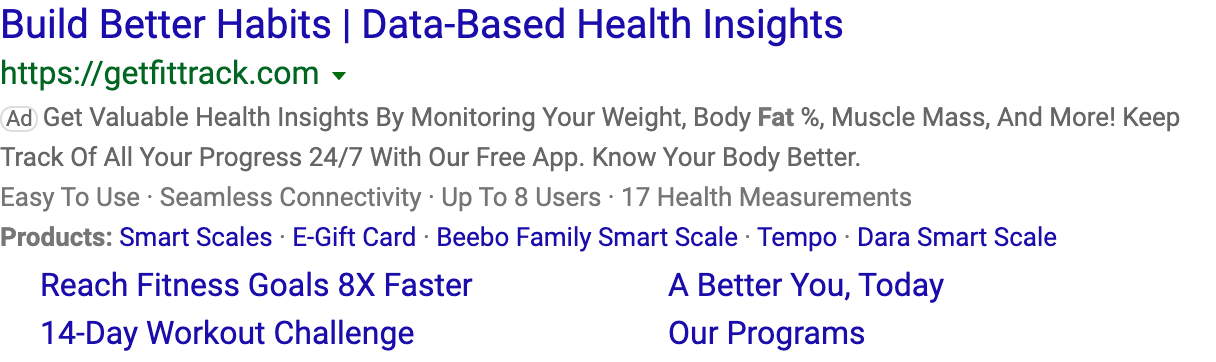 Build Better Habits | Data-Based Health Insights
https://getfittrack.com
Ad Get Valuable Health Insights By Monitoring Your Weight, Body Fat %, Muscle Mass, And More! Keep
Track Of All Your Progress 24/7 With Our Free App. Know Your Body Better.
Easy To Use · Seamless Connectivity · Up To 8 Users · 17 Health Measurements
Products: Smart Scales · E-Gift Card · Beebo Family Smart Scale · Tempo · Dara Smart Scale
Reach Fitness Goals 8X Faster A Better You, Today
14-Day Workout Challenge Our Programs